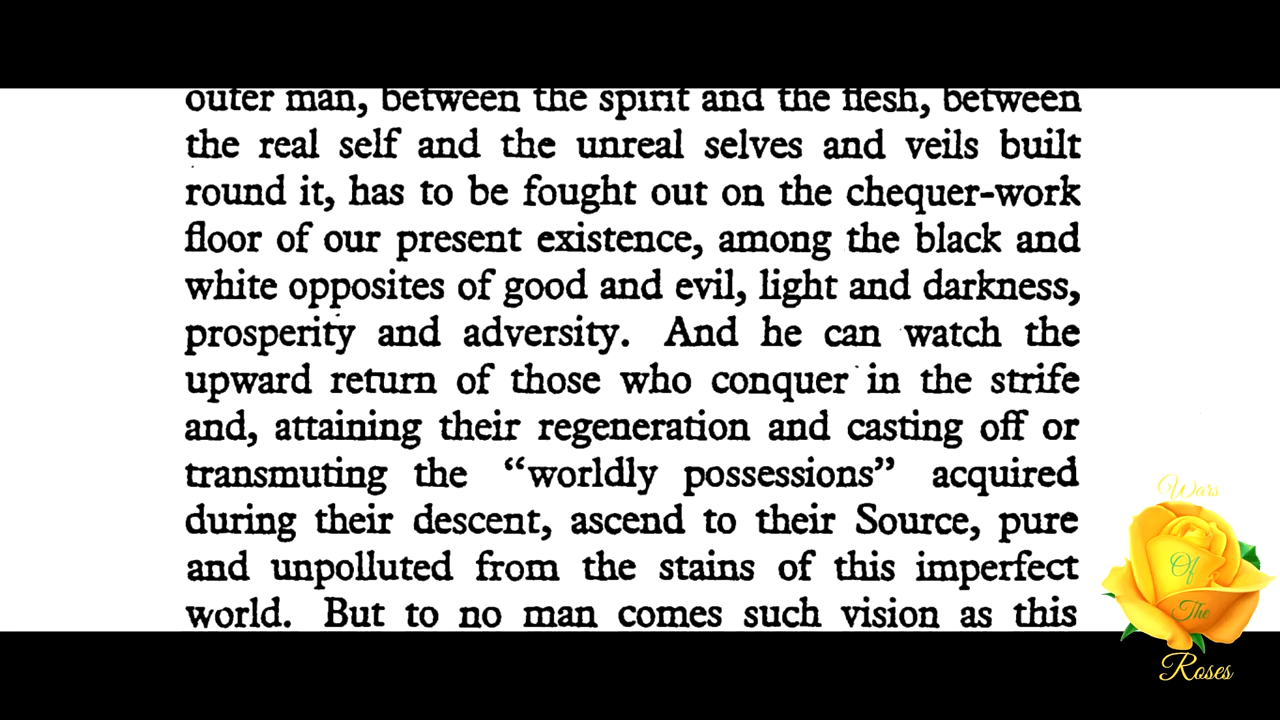 outer man, between the spirit and the flesh, between
the real self and the unreal selves and veils built
round it, has to be fought out on the chequer-work
floor of our present existence, among the black and
white opposites of good and evil, light and darkness,
prosperity and adversity. And he can watch the
upward return of those who conquer in the strife
and, attaining their regeneration and casting off or
transmuting the “worldly possessions” acquired
during their descent, ascend to their Source, pure
and unpolluted from the stains of this imperfect
world. But to no man comes such vision as this
Wars
Of
The
Roses